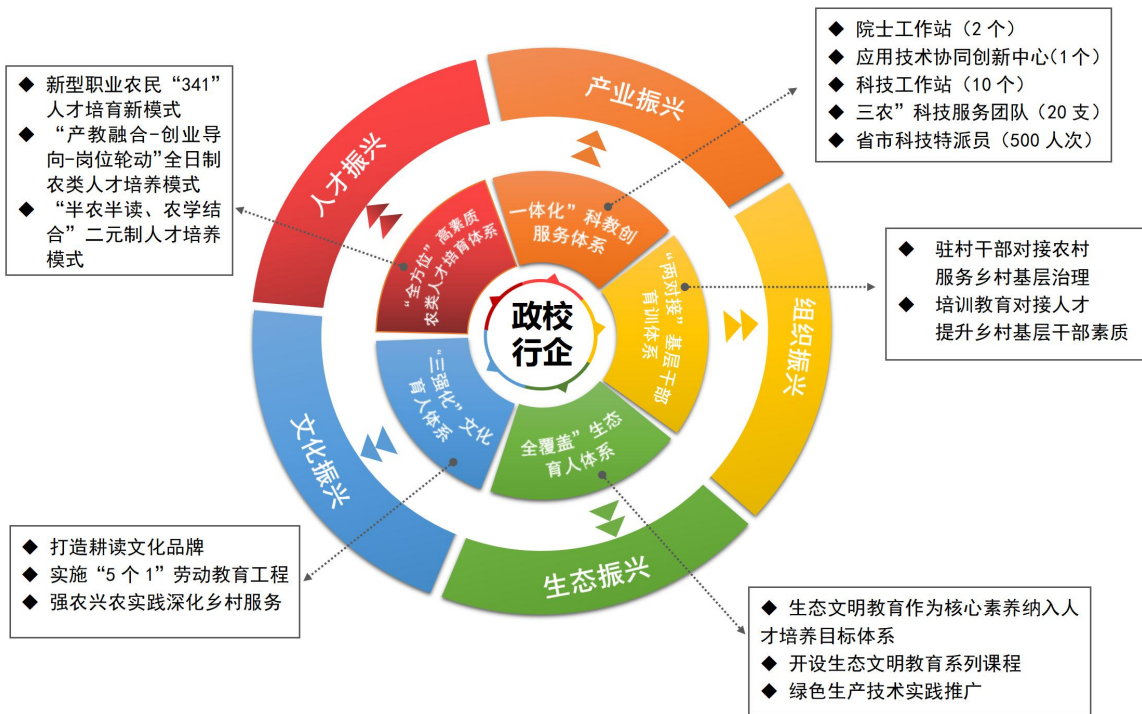 ◆ 院士工作站（2 个）
◆ 应用技术协同创新中心（1 个）
◆ 科技工作站（10 个）
◆ 三农”科技服务团队（20 支）
◆ 省市科技特派员（500 人次）
◆ 新型职业农民“341”
人才培育新模式
◆ “产教融合-创业导
向-岗位轮动”全日制
农类人才培养模式
◆ “半农半读、农学结
合”二元制人才培养
模式
产业振兴
人才振兴
一体化”科教创
服务体系
“全方位”高素质
农类人才培育体系
“两对接”基层干部
育训体系
◆ 驻村干部对接农村
服务乡村基层治理
◆ 培训教育对接人才
提升乡村基层干部素质
组织振兴
政校
行企
“三强化”文化
育人体系
全覆盖”生态
育人体系
文化振兴
生态振兴
◆ 打造耕读文化品牌
◆ 实施“5 个 1”劳动教育工程
◆ 强农兴农实践深化乡村服务
◆ 生态文明教育作为核心素养纳入人
才培养目标体系
◆ 开设生态文明教育系列课程
◆ 绿色生产技术实践推广